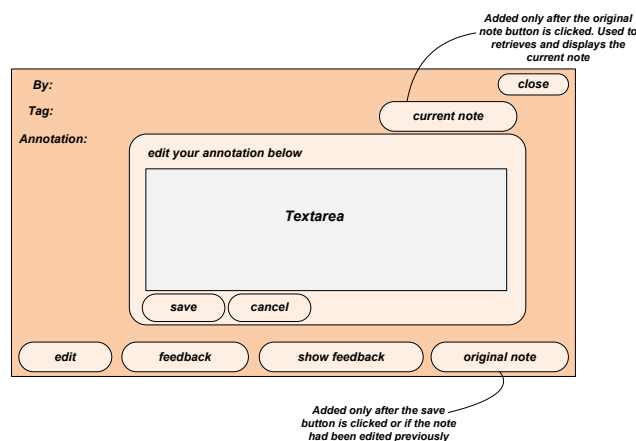 Added only after the original
note button is clicked. Used to
retrieves and displays the
current note
By:
close
Tag:
current note
Annotation:
edit your annotation below
Textarea
save
cancel
edit
feedback
show feedback
original note
Added only after the save
button is clicked or if the note
had been edited previously